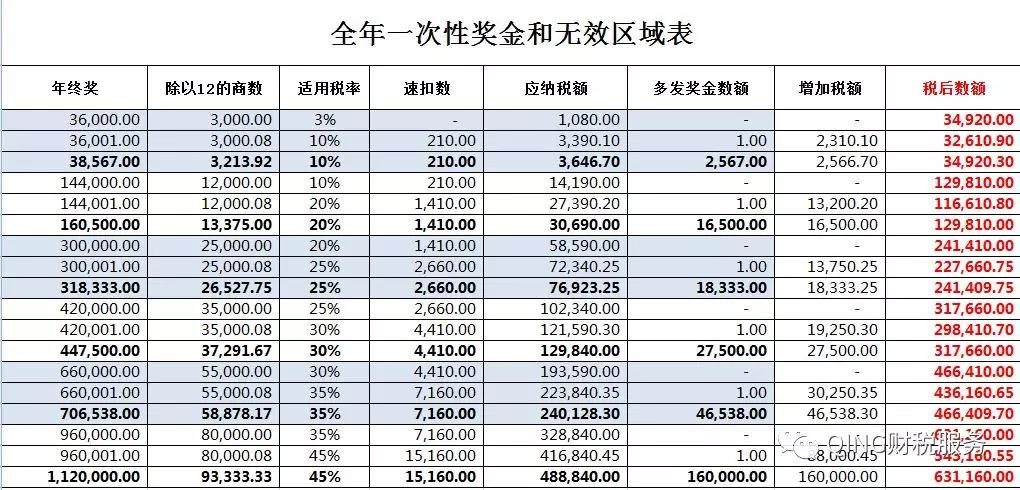 全年一次性奖金和无效区域表
年终奖 除以12的商数 适用税率 速扣数 应纳税额 多发奖金数额 增加税额 税后数额
36,000.00 3,000.00 3% - 1,080.00 - - 34,920.00
36,001.00 3,000.08 10% 210.00 3,390.10 1.00 2,310.10 32,610.90
38,567.00 3,213.92 10% 210.00 3,646.70 2,567.00 2,566.70 34,920.30
144,000.00 12,000.00 10% 210.00 14,190.00 - - 129,810.00
144,001.00 12,000.08 20% 1,410.00 27,390.20 1.00 13,200.20 116,610.80
160,500.00 13,375.00 20% 1,410.00 30,690.00 16,500.00 16,500.00 129,810.00
300,000.00 25,000.00 20% 1,410.00 58,590.00 - - 241,410.00
300,001.00 25,000.08 25% 2,660.00 72,340.25 1.00 13,750.25 227,660.75
318,333.00 26,527.75 25% 2,660.00 76,923.25 18,333.00 18,333.25 241,409.75
420,000.00 35,000.00 25% 2,660.00 102,340.00 - - 317,660.00
420,001.00 35,000.08 30% 4,410.00 121,590.30 1.00 19,250.30 298,410.70
447,500.00 37,291.67 30% 4,410.00 129,840.00 27,500.00 27,500.00 317,660.00
660,000.00 55,000.00 30% 4,410.00 193,590.00 - - 466,410.00
660,001.00 55,000.08 35% 7,160.00 223,840.35 1.00 30,250.35 436,160.65
706,538.00 58,878.17 35% 7,160.00 240,128.30 46,538.00 46,538.30 466,409.70
960,000.00 80,000.00 35% 7,160.00 328,840.00 - 631,160.00
QING财税服务
960,001.00 80,000.08 45% 15,160.00 416,840.45 1.00 88,000.45 543,160.55
1,120,000.00 93,333.33 45% 15,160.00 488,840.00 160,000.00 160,000.00 631,160.00